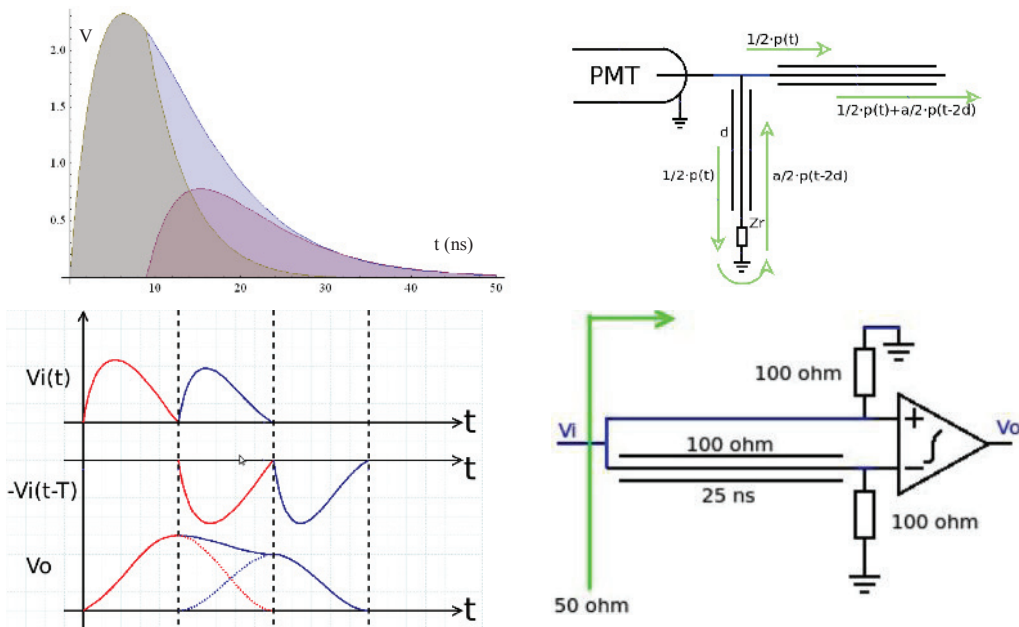 V
2.0
1.5
1.0
0.5
t (ns)
10
20
30
40
50
1/2·p(t)
PMT
1/2·p(t)+a/2·p(t-2d)
d
1/2·p(t)
a/2·p(t-2d)
Zr
Vi(t)
t
t
-Vi(t-T)
Vo
t
100 ohm
Vi
+
Vo
100 ohm
∫
−
25 ns
100 ohm
50 ohm